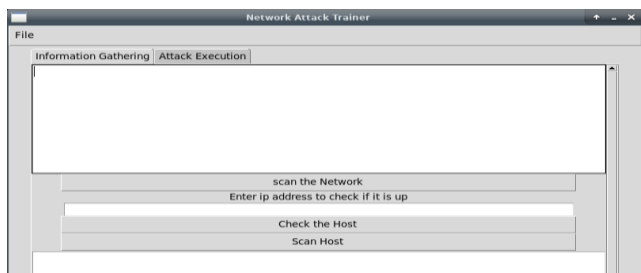 Network Attack Trainer
File
Information Gathering Attack Execution
scan the Network
Enter ip address to check if it is up
Check the Host
Scan Host